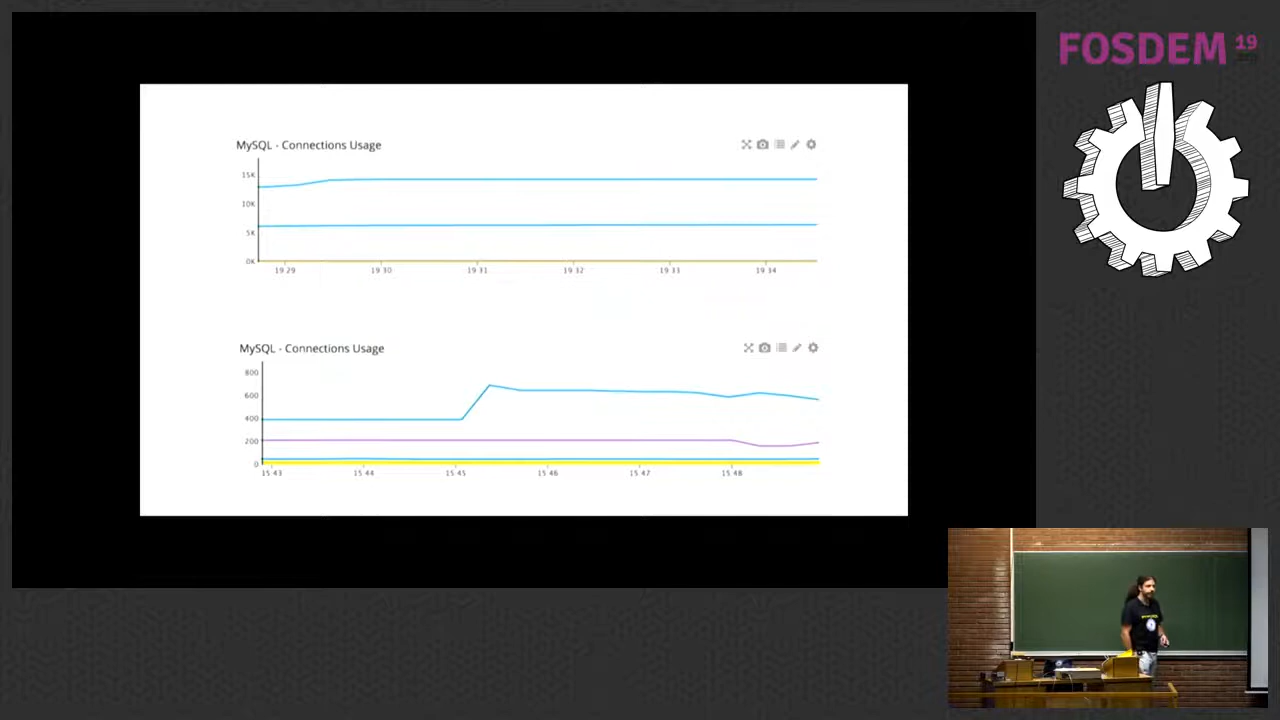 FOSDEM 19
MySQL - Connections Usage
15K
10K
5K
0K
19 29
19 30
19 31
19 32
19 33
19 34
MySQL - Connections Usage
800
600
400
200
0
15 43
15 44
15 45
15 46
15 47
15 48